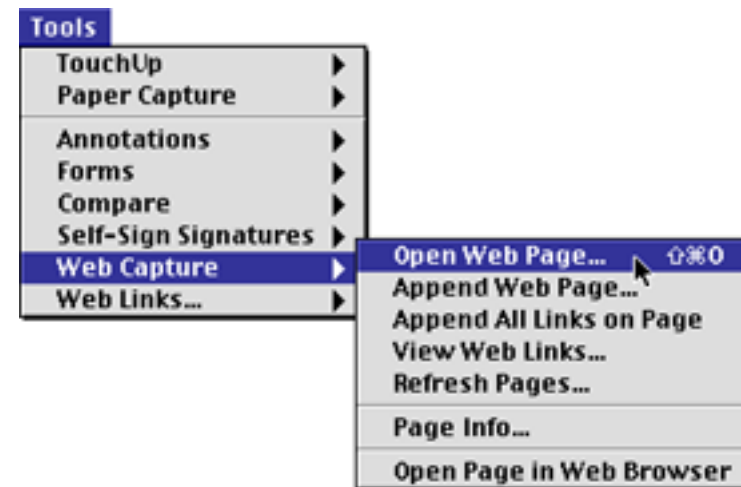 Tools
TouchUp
Paper Capture
Annotations
Forms
Compare
Self-Sign Signatures
Web Capture
Web Links...
Open Web Page... ⇧⌘O
Append Web Page...
Append All Links on Page
View Web Links...
Refresh Pages...
Page Info...
Open Page in Web Browser